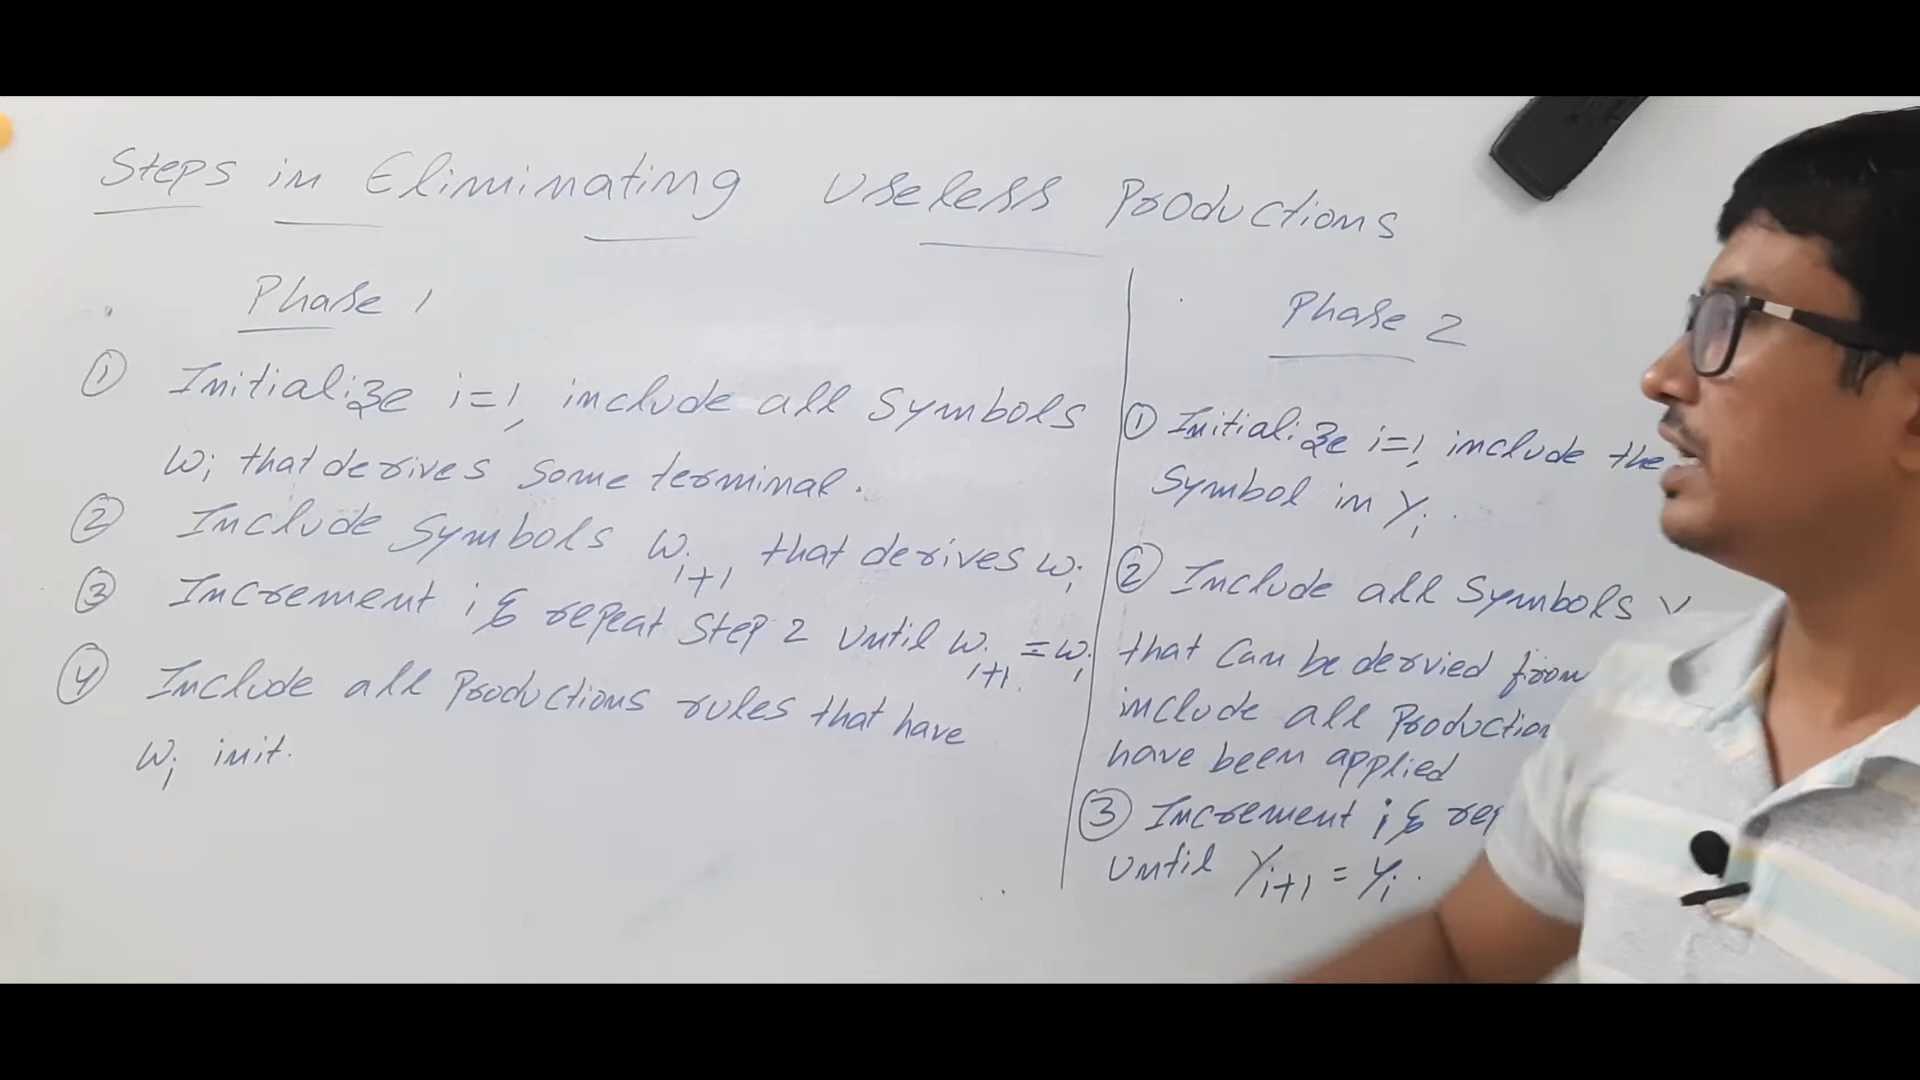 Steps in Eliminating Useless Productions
Phase 1
① Initialize i=1, include all symbols
Wi that derives some terminal.
② Include symbols Wi+1 that derives Wi
③ Increment i & repeat step 2 until Wi+1 = Wi
④ Include all Productions rules that have
Wi init.
Phase 2
① Initialize i=1, include the
Symbol in Yi.
② Include all Symbols
that can be dervied from
include all Production
have been applied
③ Increment i &
until Yi+1 = Yi.